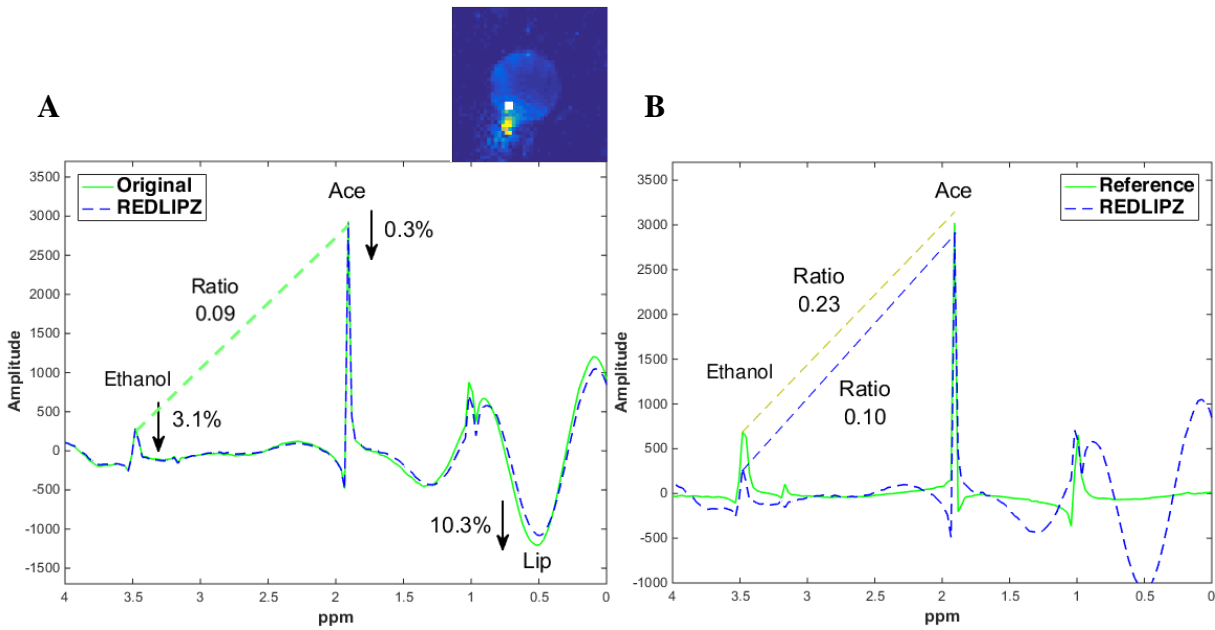 A
Original
REDLIPZ
Ace
0.3%
Ratio
0.09
Ethanol
3.1%
10.3%
Lip
3500
3000
2500
2000
1500
1000
500
0
-500
-1000
-1500
Amplitude
4 3.5 3 2.5 2 1.5 1 0.5 0
ppm
B
Reference
REDLIPZ
Ace
Ratio
0.23
Ethanol
Ratio
0.10
3500
3000
2500
2000
1500
1000
500
0
-500
-1000
Amplitude
4 3.5 3 2.5 2 1.5 1 0.5 0
ppm